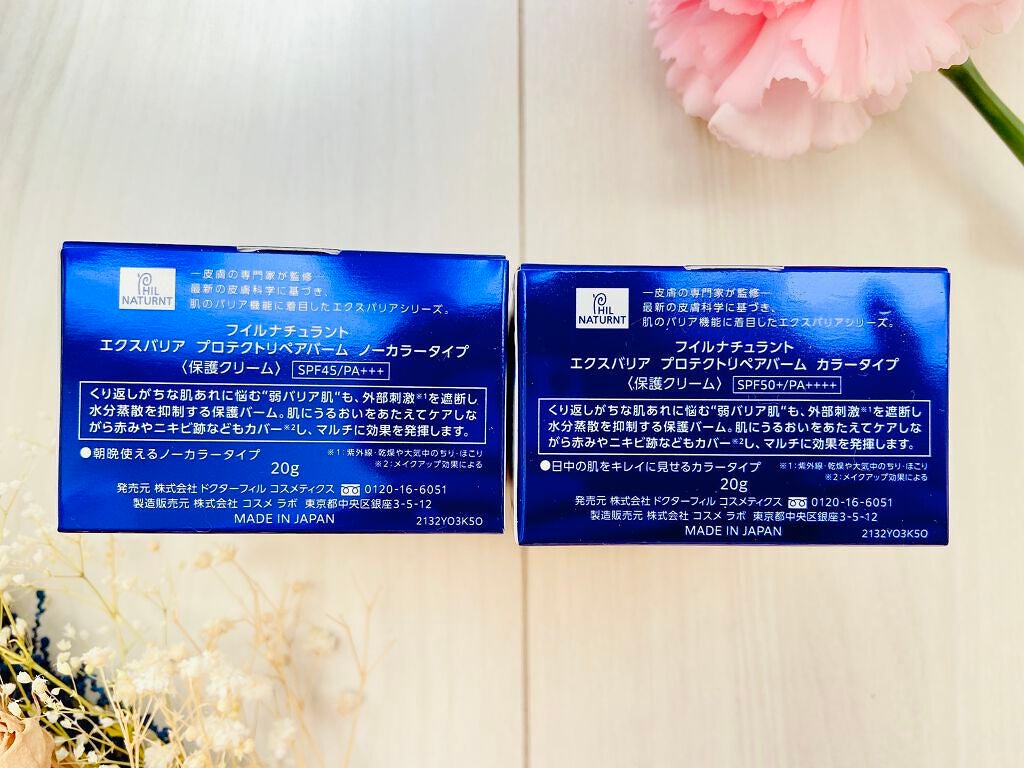 PHIL
NATURNT
―皮膚の専門家が監修―
最新の皮膚科学に基づき、
肌のバリア機能に着目したエクスバリアシリーズ。
フイルナチュラント
エクスバリア プロテクトリペアバーム ノーカラータイプ
〈保護クリーム〉 SPF45/PA+++
くり返しがちな肌あれに悩む"弱バリア肌"も、外部刺激※1を遮断し
水分蒸散を抑制する保護バーム。肌にうるおいをあたえてケアしな
がら赤みやニキビ跡などもカバー※2し、マルチに効果を発揮します。
●朝晩使えるノーカラータイプ
※1：紫外線・乾燥や大気中のちり・ほこり
※2：メイクアップ効果による
20g
発売元 株式会社 ドクターフィル コスメティクス 0120-16-6051
製造販売元 株式会社 コスメ ラボ 東京都中央区銀座3-5-12
MADE IN JAPAN
2132YO3K5O
PHIL
NATURNT
―皮膚の専門家が監修―
最新の皮膚科学に基づき、
肌のバリア機能に着目したエクスバリアシリーズ。
フイルナチュラント
エクスバリア プロテクトリペアバーム カラータイプ
〈保護クリーム〉 SPF50+/PA++++
くり返しがちな肌あれに悩む"弱バリア肌"も、外部刺激※1を遮断し
水分蒸散を抑制する保護バーム。肌にうるおいをあたえてケアしな
がら赤みやニキビ跡などもカバー※2し、マルチに効果を発揮します。
●日中の肌をキレイに見せるカラータイプ
※1：紫外線・乾燥や大気中のちり・ほこり
※2：メイクアップ効果による
20g
発売元 株式会社 ドクターフィル コスメティクス 0120-16-6051
製造販売元 株式会社 コスメ ラボ 東京都中央区銀座3-5-12
MADE IN JAPAN
2132YO3K5O